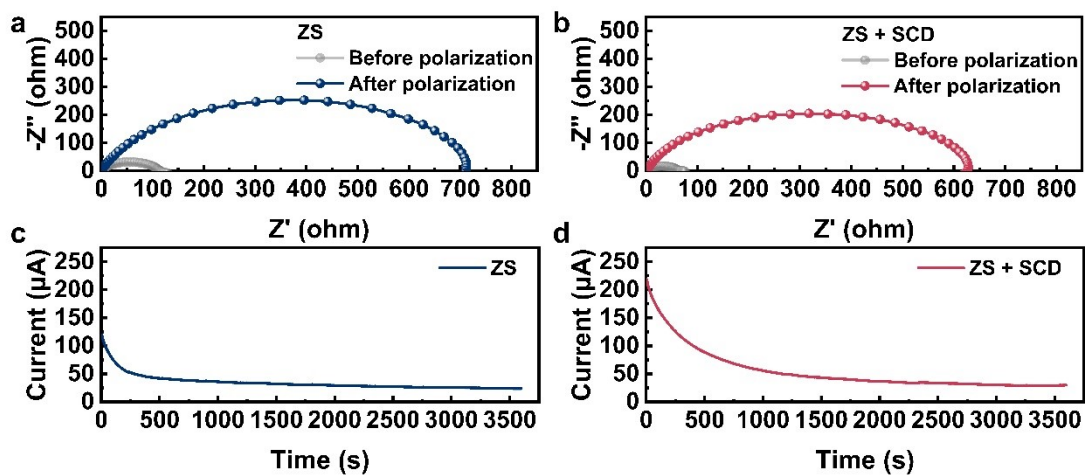 a
ZS
Before polarization
After polarization
-Z" (ohm)
500
400
300
200
100
0
0 100 200 300 400 500 600 700 800
Z' (ohm)
b
ZS + SCD
Before polarization
After polarization
-Z" (ohm)
500
400
300
200
100
0
0 100 200 300 400 500 600 700 800
Z' (ohm)
c
ZS
Current (μA)
250
200
150
100
50
0
0 500 1000 1500 2000 2500 3000 3500
Time (s)
d
ZS + SCD
Current (μA)
250
200
150
100
50
0
0 500 1000 1500 2000 2500 3000 3500
Time (s)